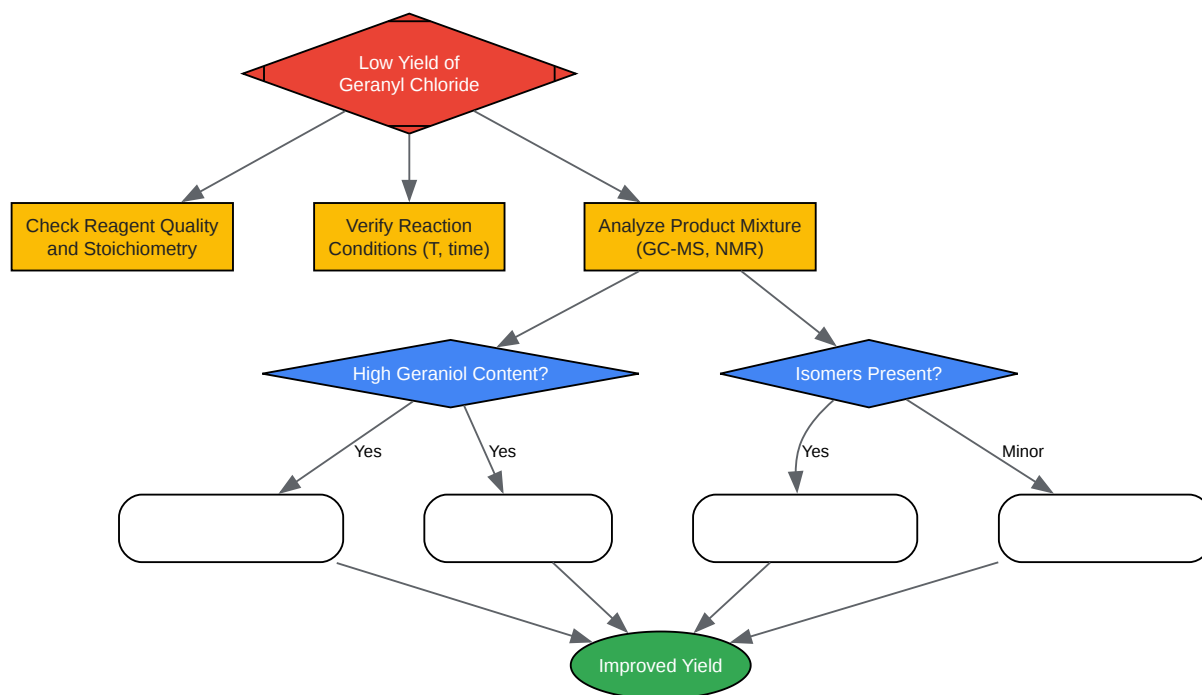 Low Yield of
Geranyl Chloride
Check Reagent Quality
and Stoichiometry
Verify Reaction
Conditions (T, time)
Analyze Product Mixture
(GC-MS, NMR)
High Geraniol Content?
Isomers Present?
Yes
Yes
Yes
Minor
Improved Yield